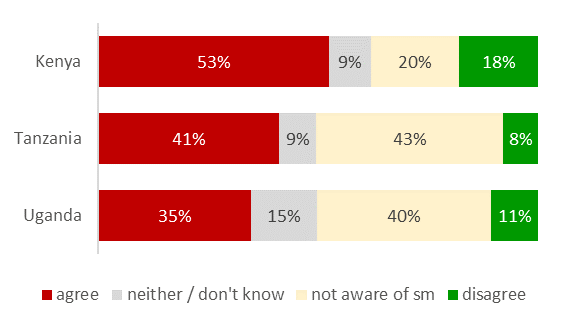 Kenya 53% 9% 20% 18%
Tanzania 41% 9% 43% 8%
Uganda 35% 15% 40% 11%
agree neither / don't know not aware of sm disagree